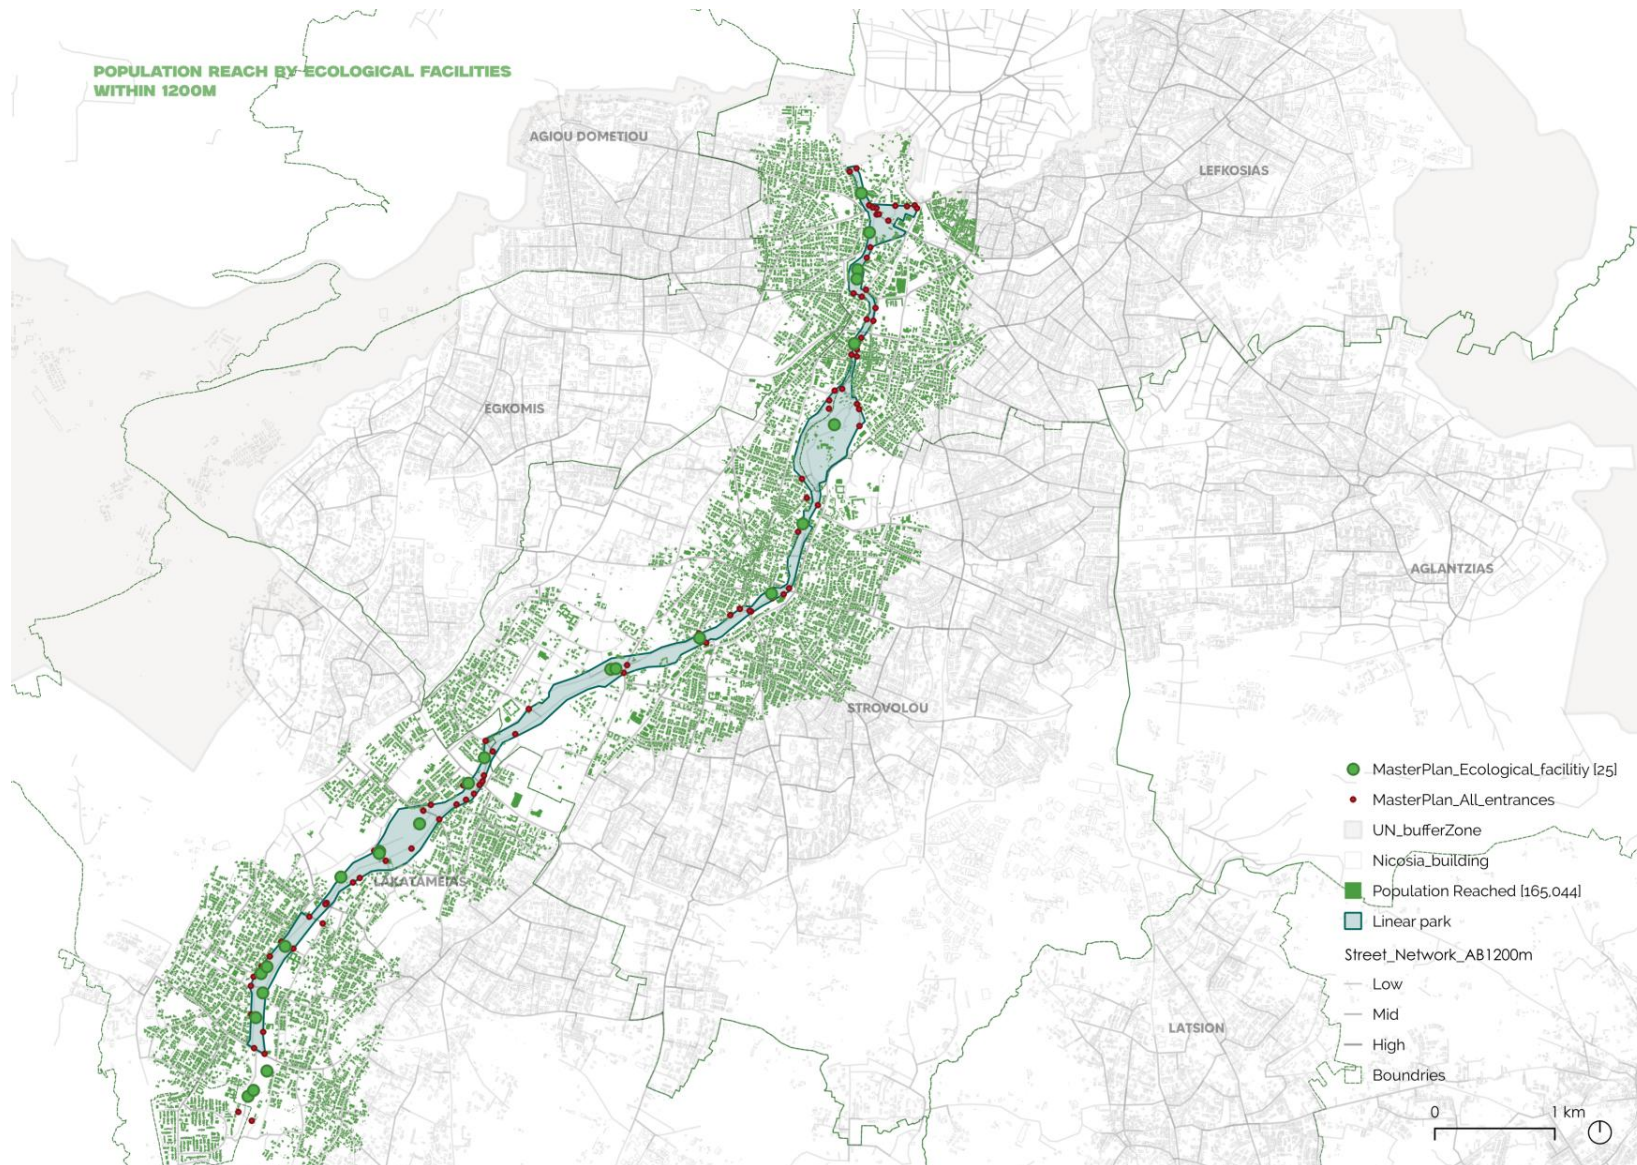 POPULATION REACH BY ECOLOGICAL FACILITIES
WITHIN 1200M
AGIOU DOMETIOU
LEFKOSIAS
EGKOMIS
AGLANTZIAS
STROVOLOU
LAKATAMEIAS
LATSION
MasterPlan_Ecological_facilitiy [25]
MasterPlan_All_entrances
UN_bufferZone
Nicosia_building
Population Reached [165,044]
Linear park
Street_Network_AB1200m
Low
Mid
High
Boundries
0 1 km